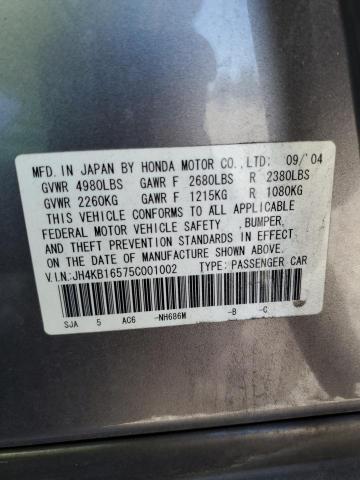 MFD. IN JAPAN BY HONDA MOTOR CO., LTD: 09/'04
GVWR 4980LBS GAWR F 2680LBS R 2380LBS
GVWR 2260KG GAWR F 1215KG R 1080KG
THIS VEHICLE CONFORMS TO ALL APPLICABLE
FEDERAL MOTOR VEHICLE SAFETY ,BUMPER,
THEFT PREVENTION STANDARDS IN EFFECT
ON THE DATE OF MANUFACTURE SHOWN ABOVE.
V.I.N:JH4KB16575C001002 TYPE: PASSENGER CAR
SJA 5 AC6 -NH686M -B -C